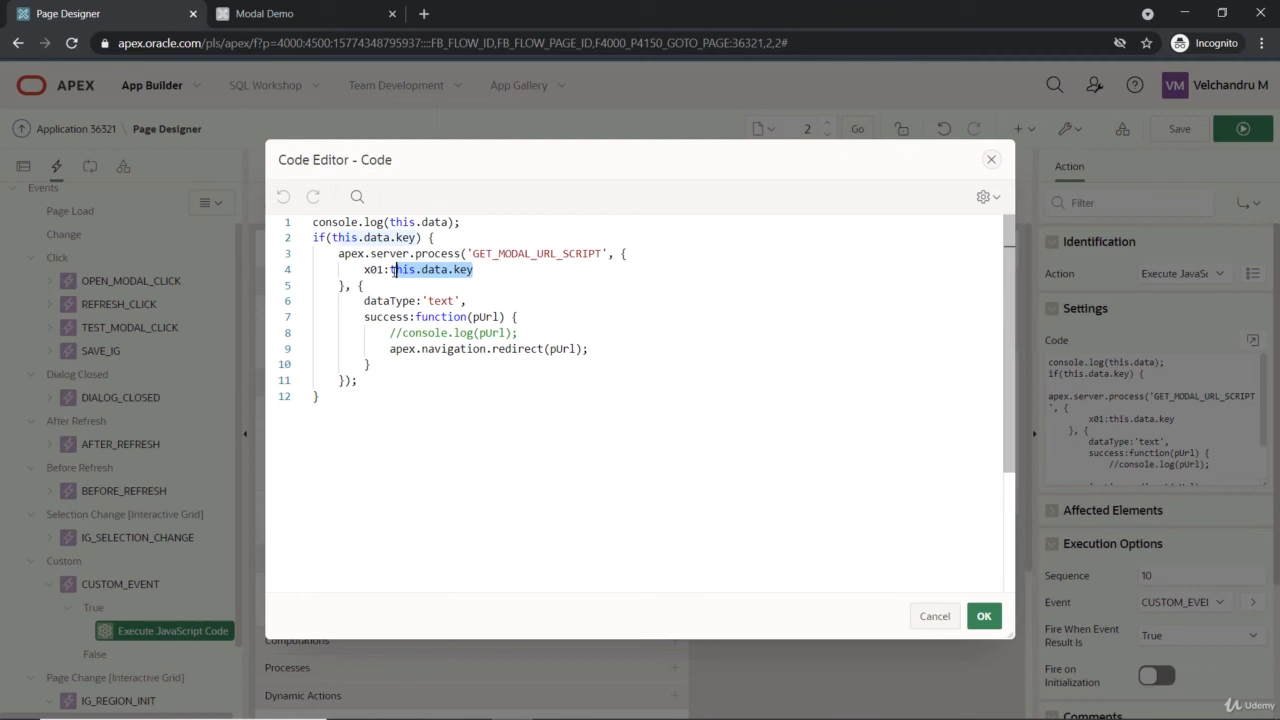 Page Designer
Modal Demo
apex.oracle.com/pls/apex/f?p=4000:4500:15774348795937::::FB_FLOW_ID,FB_FLOW_PAGE_ID,F4000_P4150_GOTO_PAGE:36321,2,2#
Incognito
APEX
App Builder
SQL Workshop
Team Development
App Gallery
VM
Velchandru M
Application 36321
Page Designer
2
Go
Save
Events
Page Load
Change
Click
OPEN_MODAL_CLICK
REFRESH_CLICK
TEST_MODAL_CLICK
SAVE_IG
Dialog Closed
DIALOG_CLOSED
After Refresh
AFTER_REFRESH
Before Refresh
BEFORE_REFRESH
Selection Change [Interactive Grid]
IG_SELECTION_CHANGE
Custom
CUSTOM_EVENT
True
Execute JavaScript Code
False
Page Change [Interactive Grid]
IG_REGION_INIT
Code Editor - Code
1 console.log(this.data);
2 if(this.data.key) {
3 apex.server.process('GET_MODAL_URL_SCRIPT', {
4 x01:this.data.key
5 }, {
6 dataType:'text',
7 success:function(pUrl) {
8 //console.log(pUrl);
9 apex.navigation.redirect(pUrl);
10 }
11 });
12 }
Cancel
OK
Computations
Processes
Dynamic Actions
Action
Filter
Identification
Action
Execute JavaS
Settings
Code
console.log(this.data);
if(this.data.key) {
apex.server.process('GET_MODAL_URL_SCRIPT
', {
x01:this.data.key
}, {
dataType:'text',
success:function(pUrl) {
//console.log(pUrl);
Affected Elements
Execution Options
Sequence
10
Event
CUSTOM_EVEI
Fire When Event
Result Is
True
Fire on
Initialization
Comments
Udemy